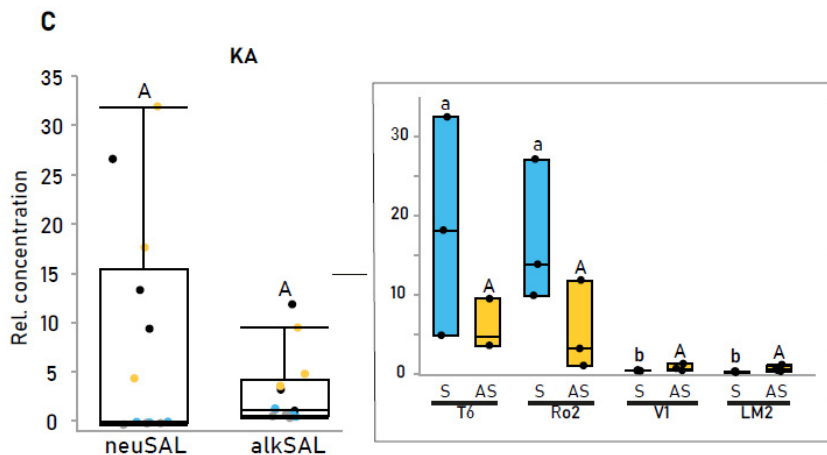 C
KA
Rel. concentration
35
30
25
20
15
10
5
0
A
A
neuSAL alkSAL
30
20
10
0
a
A
a
A
b
A
b
A
S AS S AS S AS S AS
T6 Ro2 V1 LM2